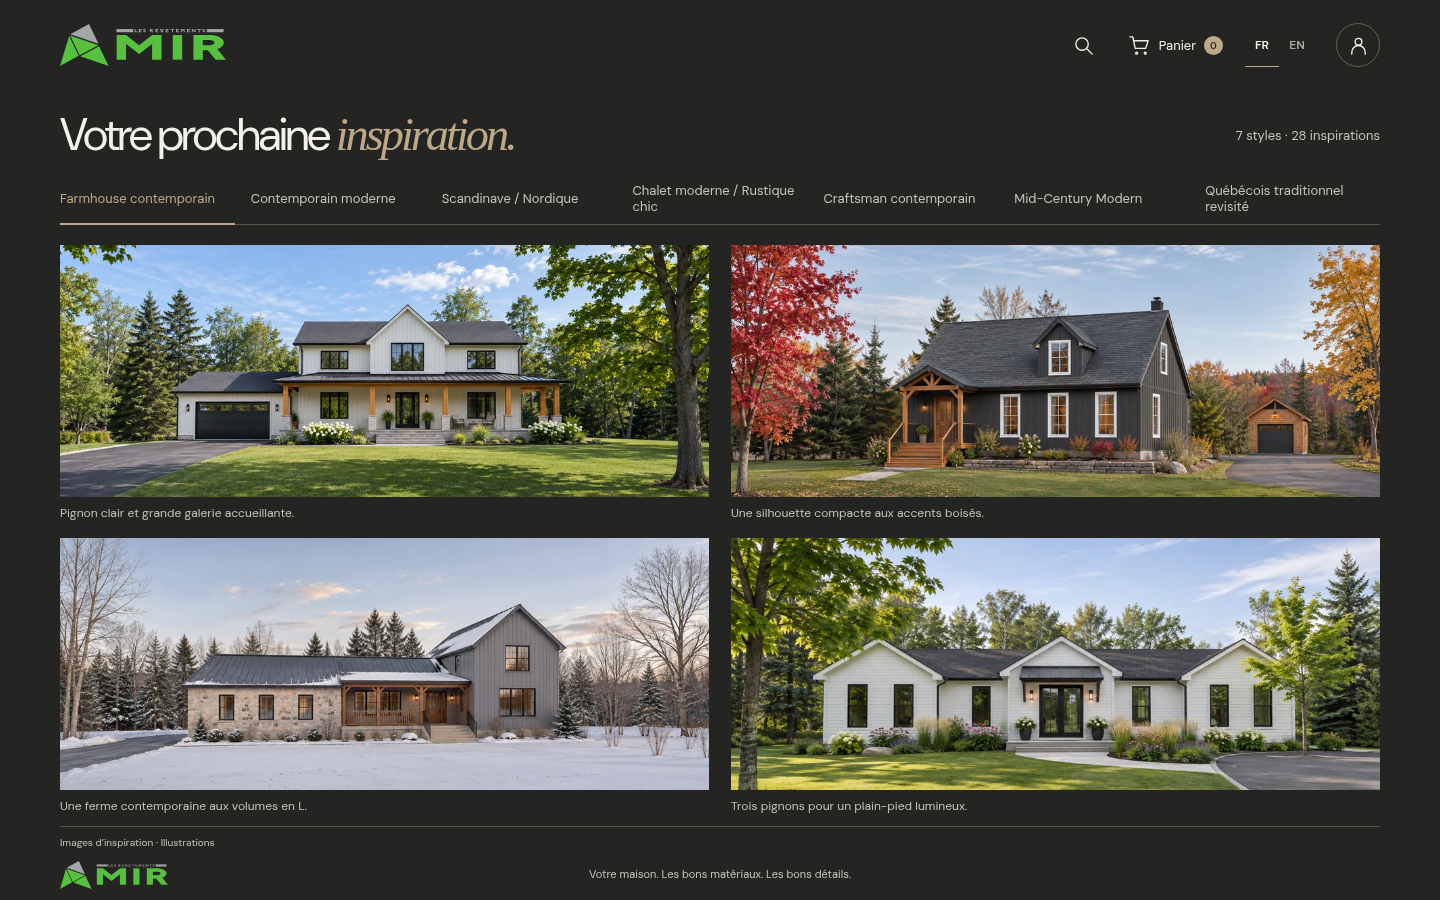 LES REVÊTEMENTS
MIR
Panier 0
FR EN
Votre prochaine inspiration.
7 styles · 28 inspirations
Farmhouse contemporain
Contemporain moderne
Scandinave / Nordique
Chalet moderne / Rustique
chic
Craftsman contemporain
Mid-Century Modern
Québécois traditionnel
revisité
Pignon clair et grande galerie accueillante.
Une silhouette compacte aux accents boisés.
Une ferme contemporaine aux volumes en L.
Trois pignons pour un plain-pied lumineux.
Images d'inspiration · Illustrations
LES REVÊTEMENTS
MIR
Votre maison. Les bons matériaux. Les bons détails.